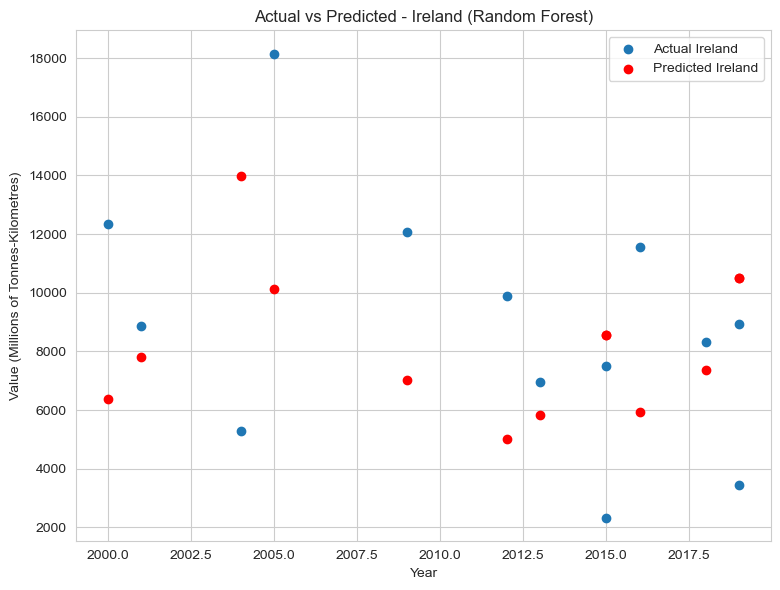 Actual vs Predicted - Ireland (Random Forest)
Actual Ireland
Predicted Ireland
Value (Millions of Tonnes-Kilometres)
18000
16000
14000
12000
10000
8000
6000
4000
2000
2000.0 2002.5 2005.0 2007.5 2010.0 2012.5 2015.0 2017.5
Year